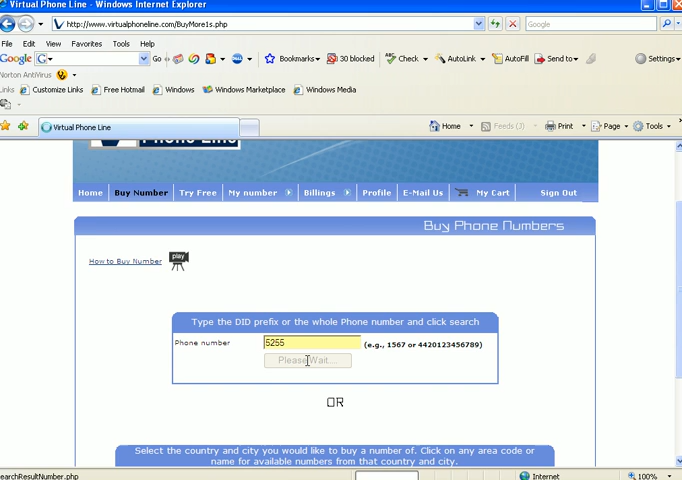 Virtual Phone Line - Windows Internet Explorer
http://www.virtualphoneline.com/BuyMore1s.php
Google
File Edit View Favorites Tools Help
Google G Go Bookmarks 30 blocked Check AutoLink AutoFill Send to Settings
Norton AntiVirus
Links Customize Links Free Hotmail Windows Windows Marketplace Windows Media
Virtual Phone Line Home Feeds (3) Print Page Tools
Phone Line
Home Buy Number Try Free My number Billings Profile E-Mail Us My Cart Sign Out
Buy Phone Numbers
How to Buy Number play
Type the DID prefix or the whole Phone number and click search
Phone number 5255 (e.g., 1567 or 4420123456789)
Please Wait....
OR
Select the country and city you would like to buy a number of. Click on any area code or
name for available numbers from that country and city.
earchResultNumber.php Internet 100%